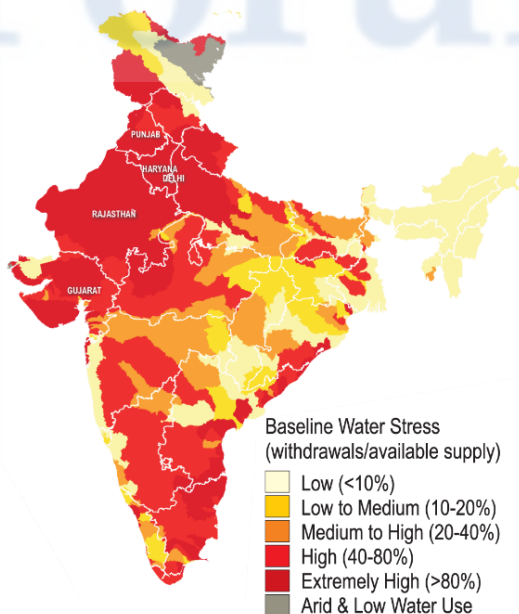 PUNJAB
HARYANA
DELHI
RAJASTHAN
GUJARAT
Baseline Water Stress
(withdrawals/available supply)
Low (<10%)
Low to Medium (10-20%)
Medium to High (20-40%)
High (40-80%)
Extremely High (>80%)
Arid & Low Water Use